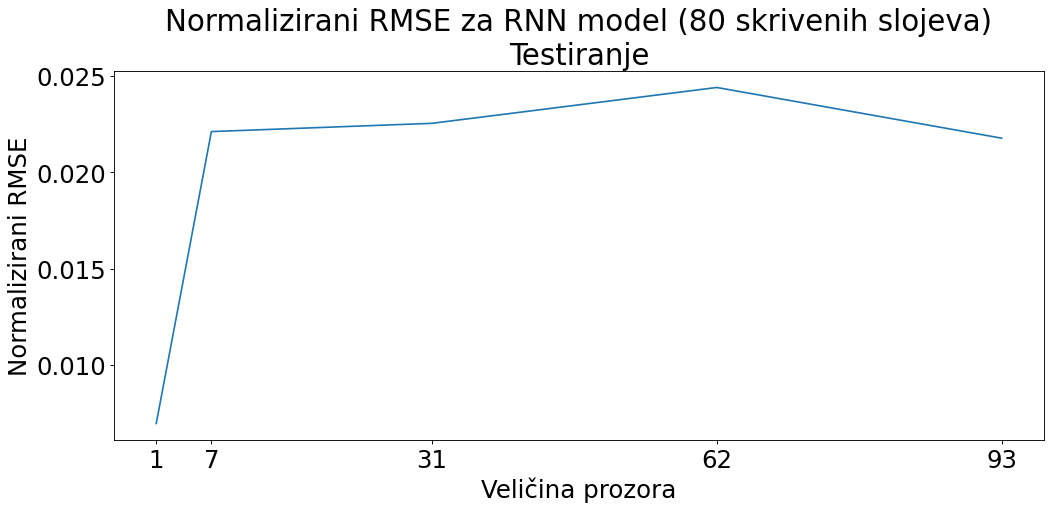 Normalizirani RMSE za RNN model (80 skrivenih slojeva)
Testiranje
Normalizirani RMSE
0.025
0.020
0.015
0.010
1 7 31 62 93
Veličina prozora